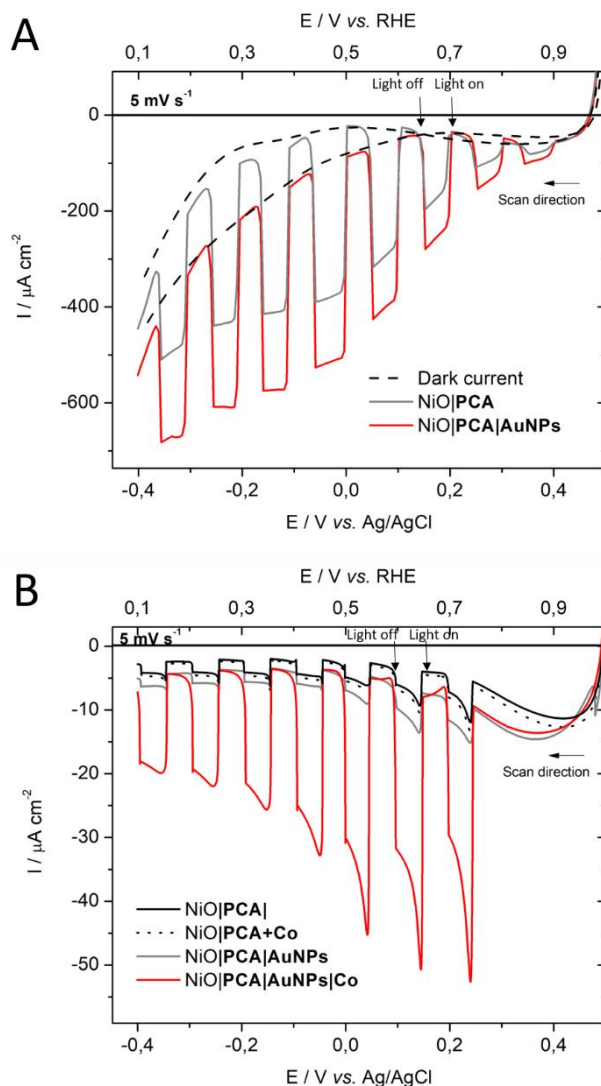 A
E / V vs. RHE
0,1 0,3 0,5 0,7 0,9
5 mV s⁻¹
Light off Light on
0
-200
-400
-600
I / µA cm⁻²
Scan direction
Dark current
NiO|PCA
NiO|PCA|AuNPs
-0,4 -0,2 0,0 0,2 0,4
E / V vs. Ag/AgCl
B
E / V vs. RHE
0,1 0,3 0,5 0,7 0,9
5 mV s⁻¹
Light off Light on
0
-10
-20
-30
-40
-50
I / µA cm⁻²
Scan direction
NiO|PCA|
NiO|PCA+Co
NiO|PCA|AuNPs
NiO|PCA|AuNPs|Co
-0,4 -0,2 0,0 0,2 0,4
E / V vs. Ag/AgCl